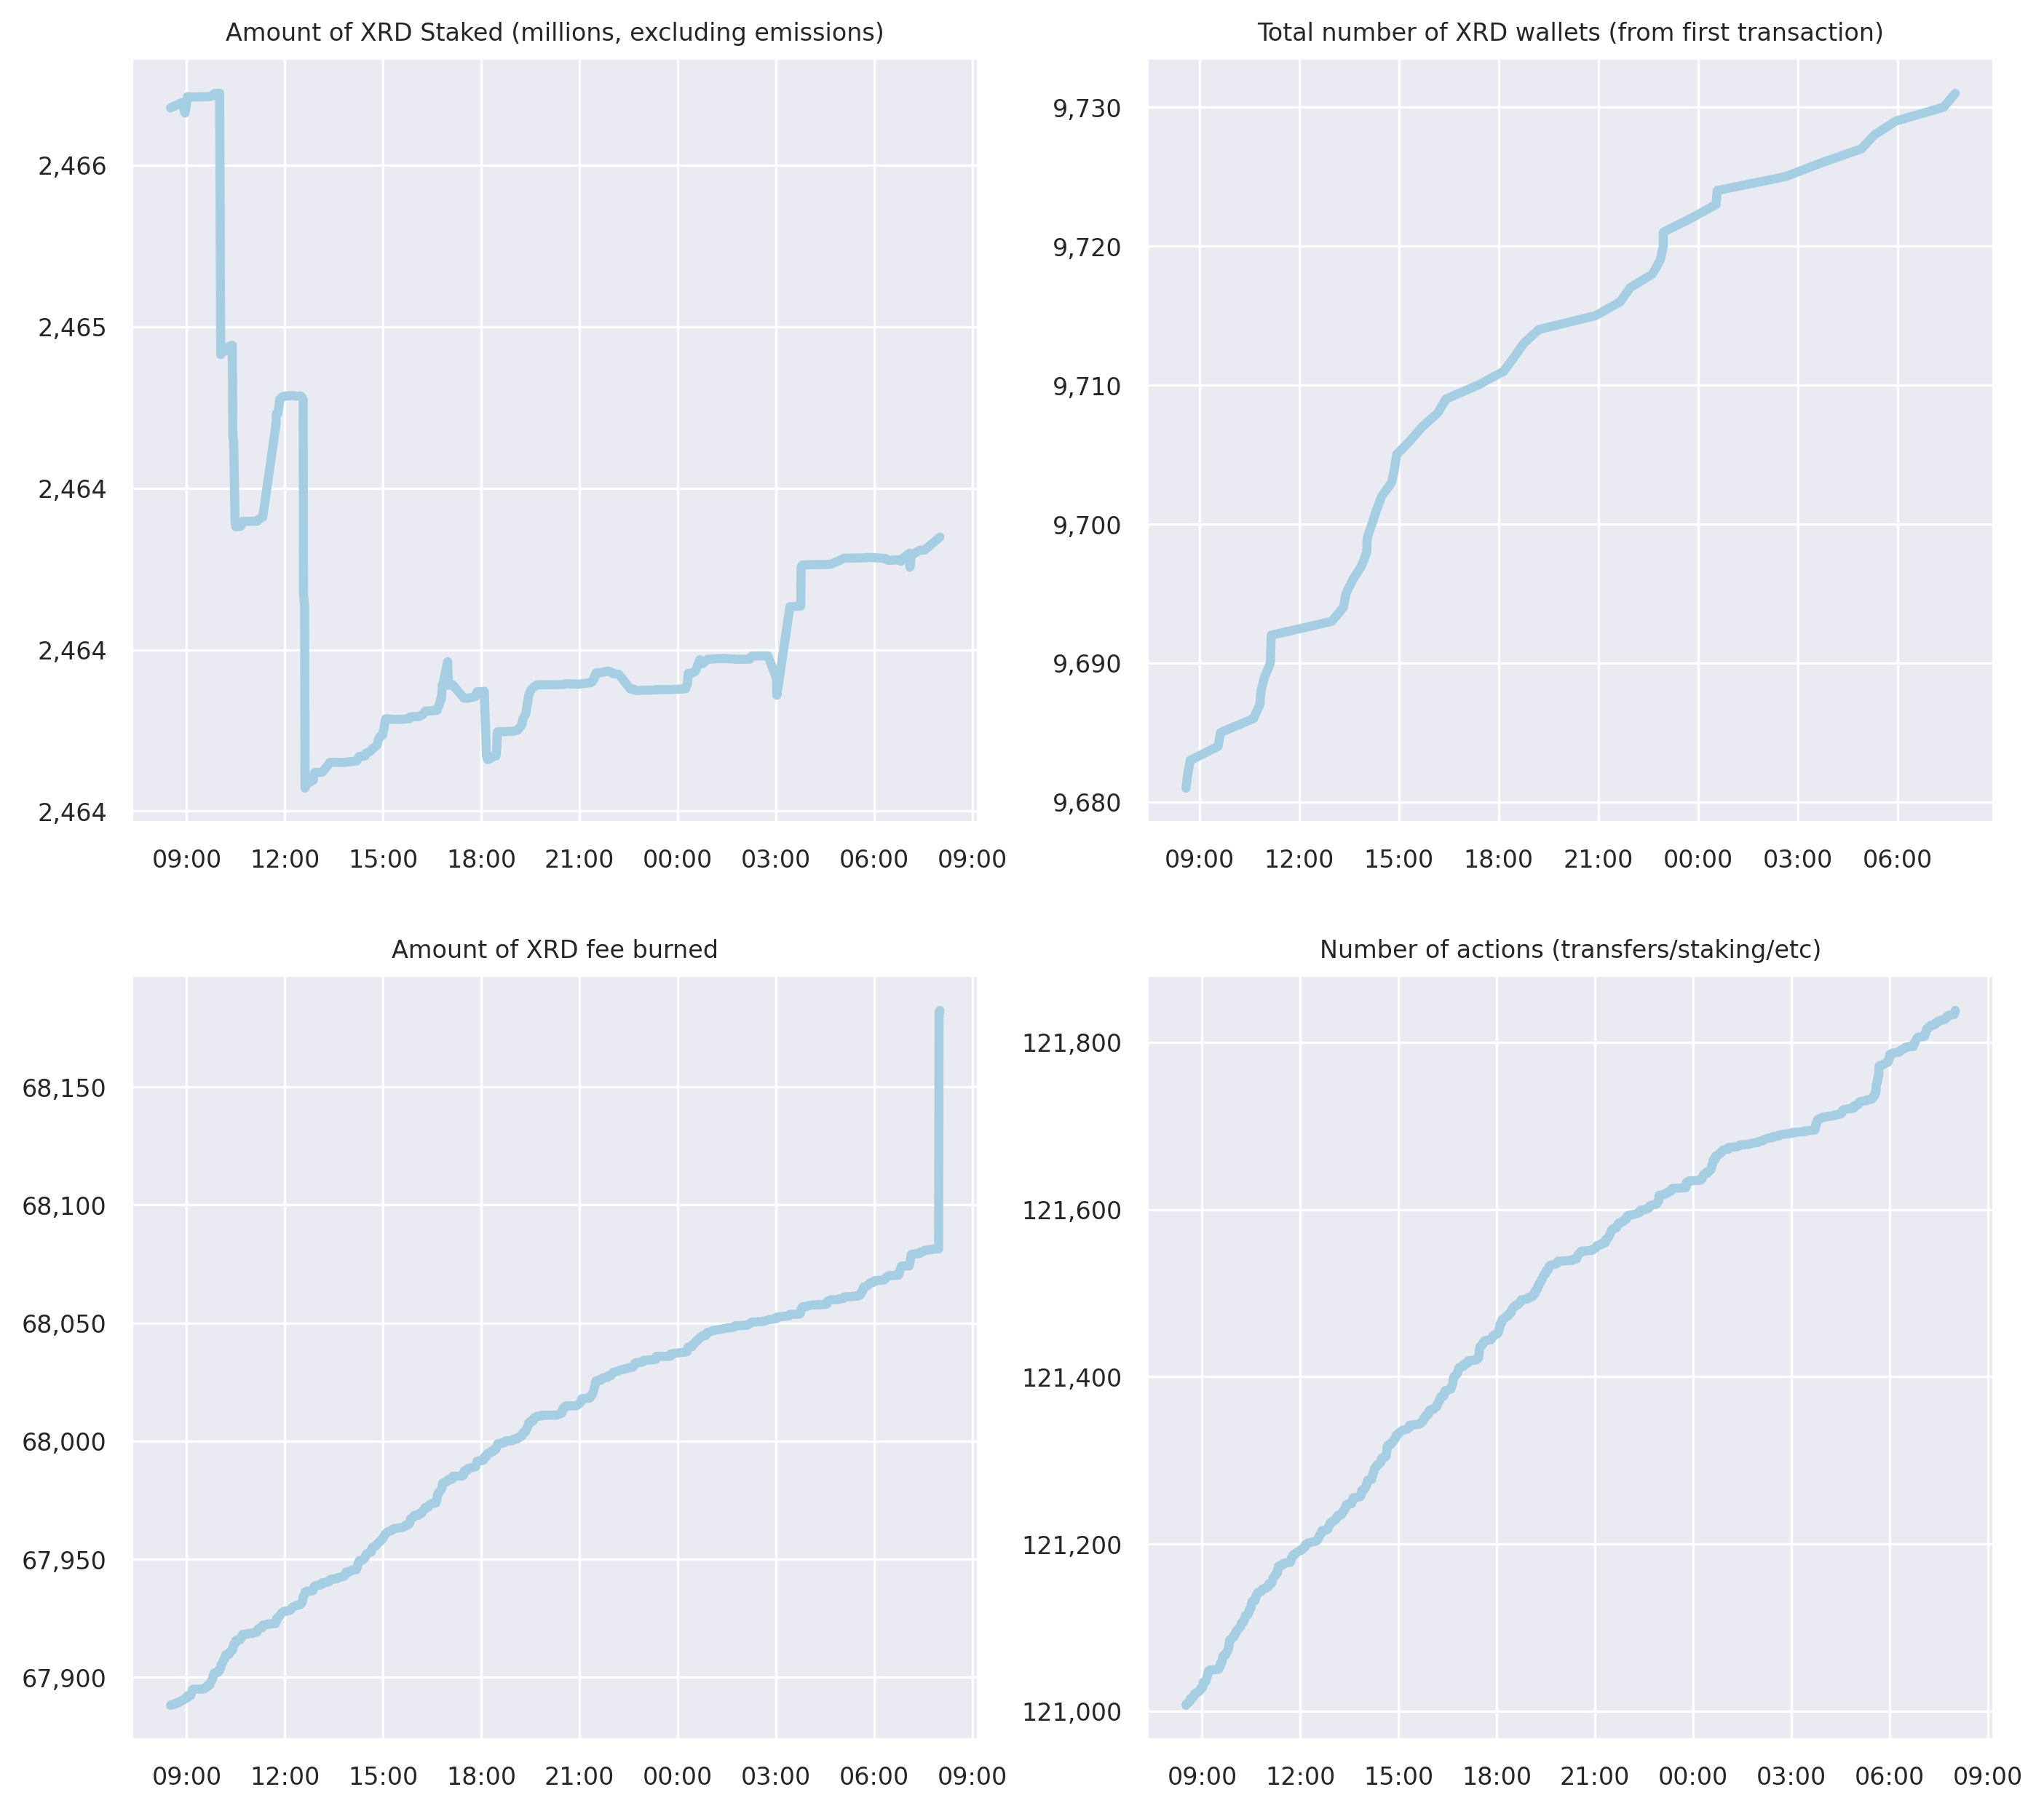 Amount of XRD Staked (millions, excluding emissions)
2,466
2,465
2,464
2,464
2,464
09:00 12:00 15:00 18:00 21:00 00:00 03:00 06:00 09:00
Total number of XRD wallets (from first transaction)
9,730
9,720
9,710
9,700
9,690
9,680
09:00 12:00 15:00 18:00 21:00 00:00 03:00 06:00
Amount of XRD fee burned
68,150
68,100
68,050
68,000
67,950
67,900
09:00 12:00 15:00 18:00 21:00 00:00 03:00 06:00 09:00
Number of actions (transfers/staking/etc)
121,800
121,600
121,400
121,200
121,000
09:00 12:00 15:00 18:00 21:00 00:00 03:00 06:00 09:00